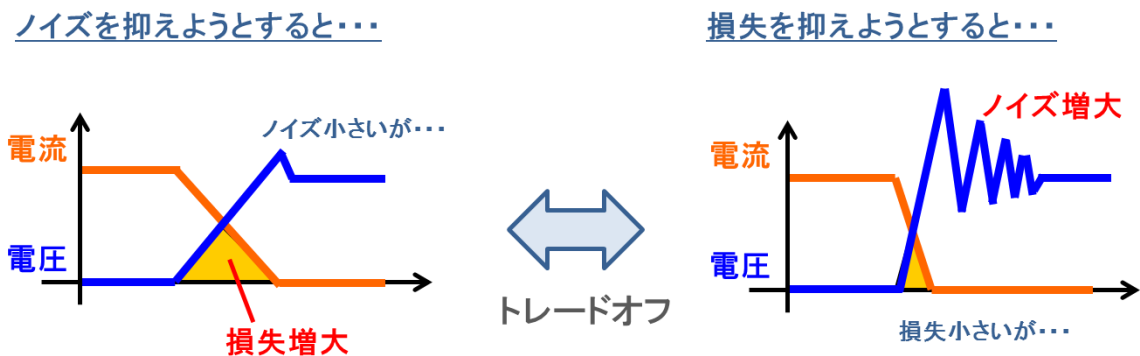 ノイズを抑えようとすると･･･
電流
ノイズ小さいが･･･
電圧
損失増大
トレードオフ
損失を抑えようとすると･･･
電流
ノイズ増大
電圧
損失小さいが･･･